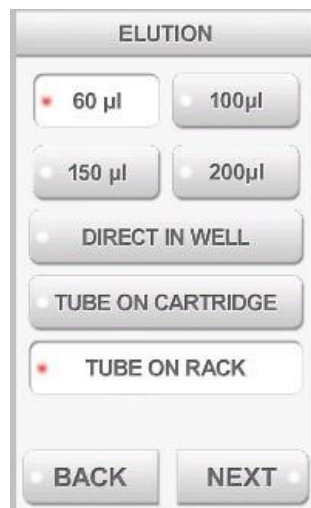 ELUTION
60 µl 100µl
150 µl 200µl
DIRECT IN WELL
TUBE ON CARTRIDGE
TUBE ON RACK
BACK NEXT